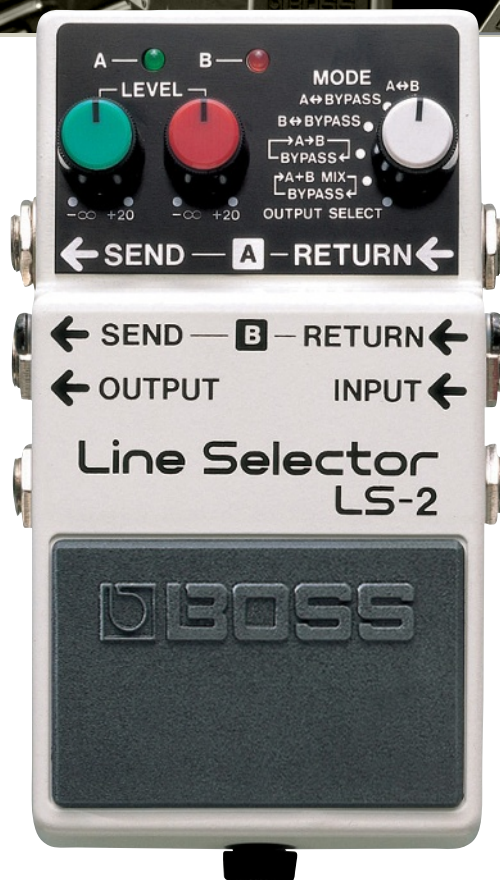 BOSS
A B
LEVEL
MODE
A↔B
A↔BYPASS
B↔BYPASS
A→B
BYPASS
A+B MIX
BYPASS
OUTPUT SELECT
-∞ +20 -∞ +20
← SEND — A — RETURN ←
← SEND — B — RETURN ←
← OUTPUT INPUT ←
Line Selector
LS-2
BOSS